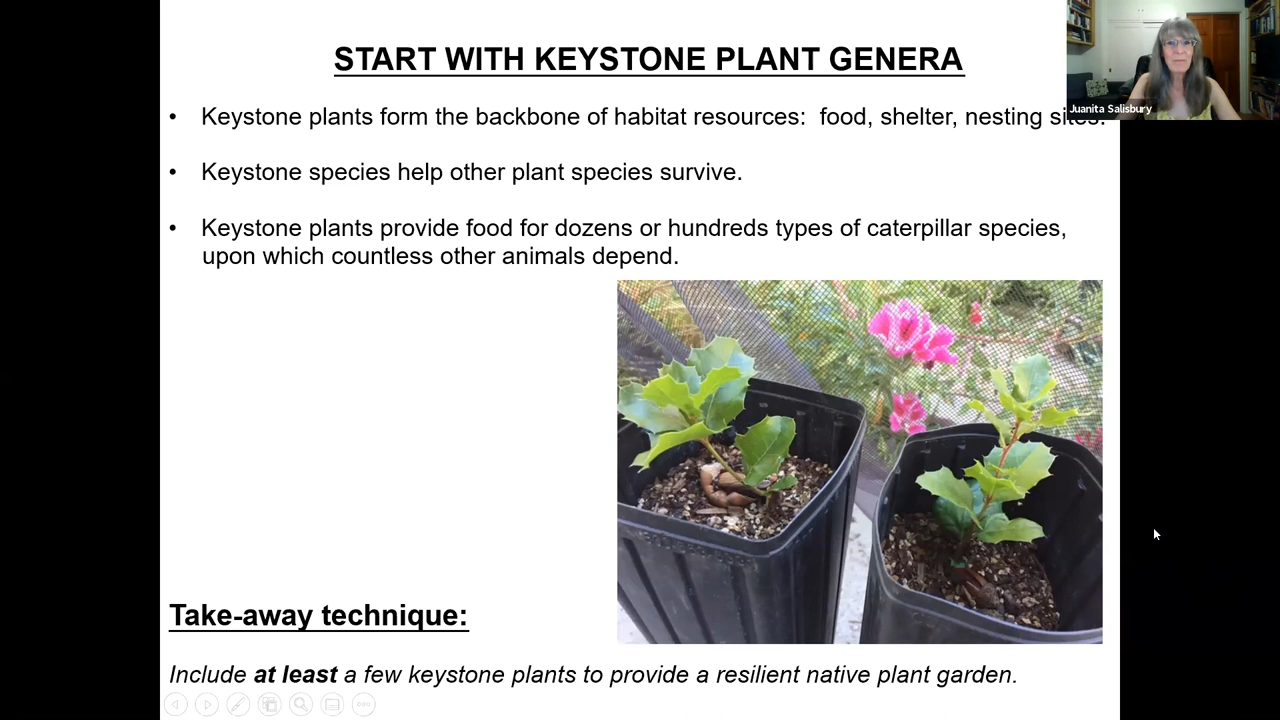 START WITH KEYSTONE PLANT GENERA
Juanita Salisbury
• Keystone plants form the backbone of habitat resources: food, shelter, nesting sites.
• Keystone species help other plant species survive.
• Keystone plants provide food for dozens or hundreds types of caterpillar species,
upon which countless other animals depend.
Take-away technique:
Include at least a few keystone plants to provide a resilient native plant garden.